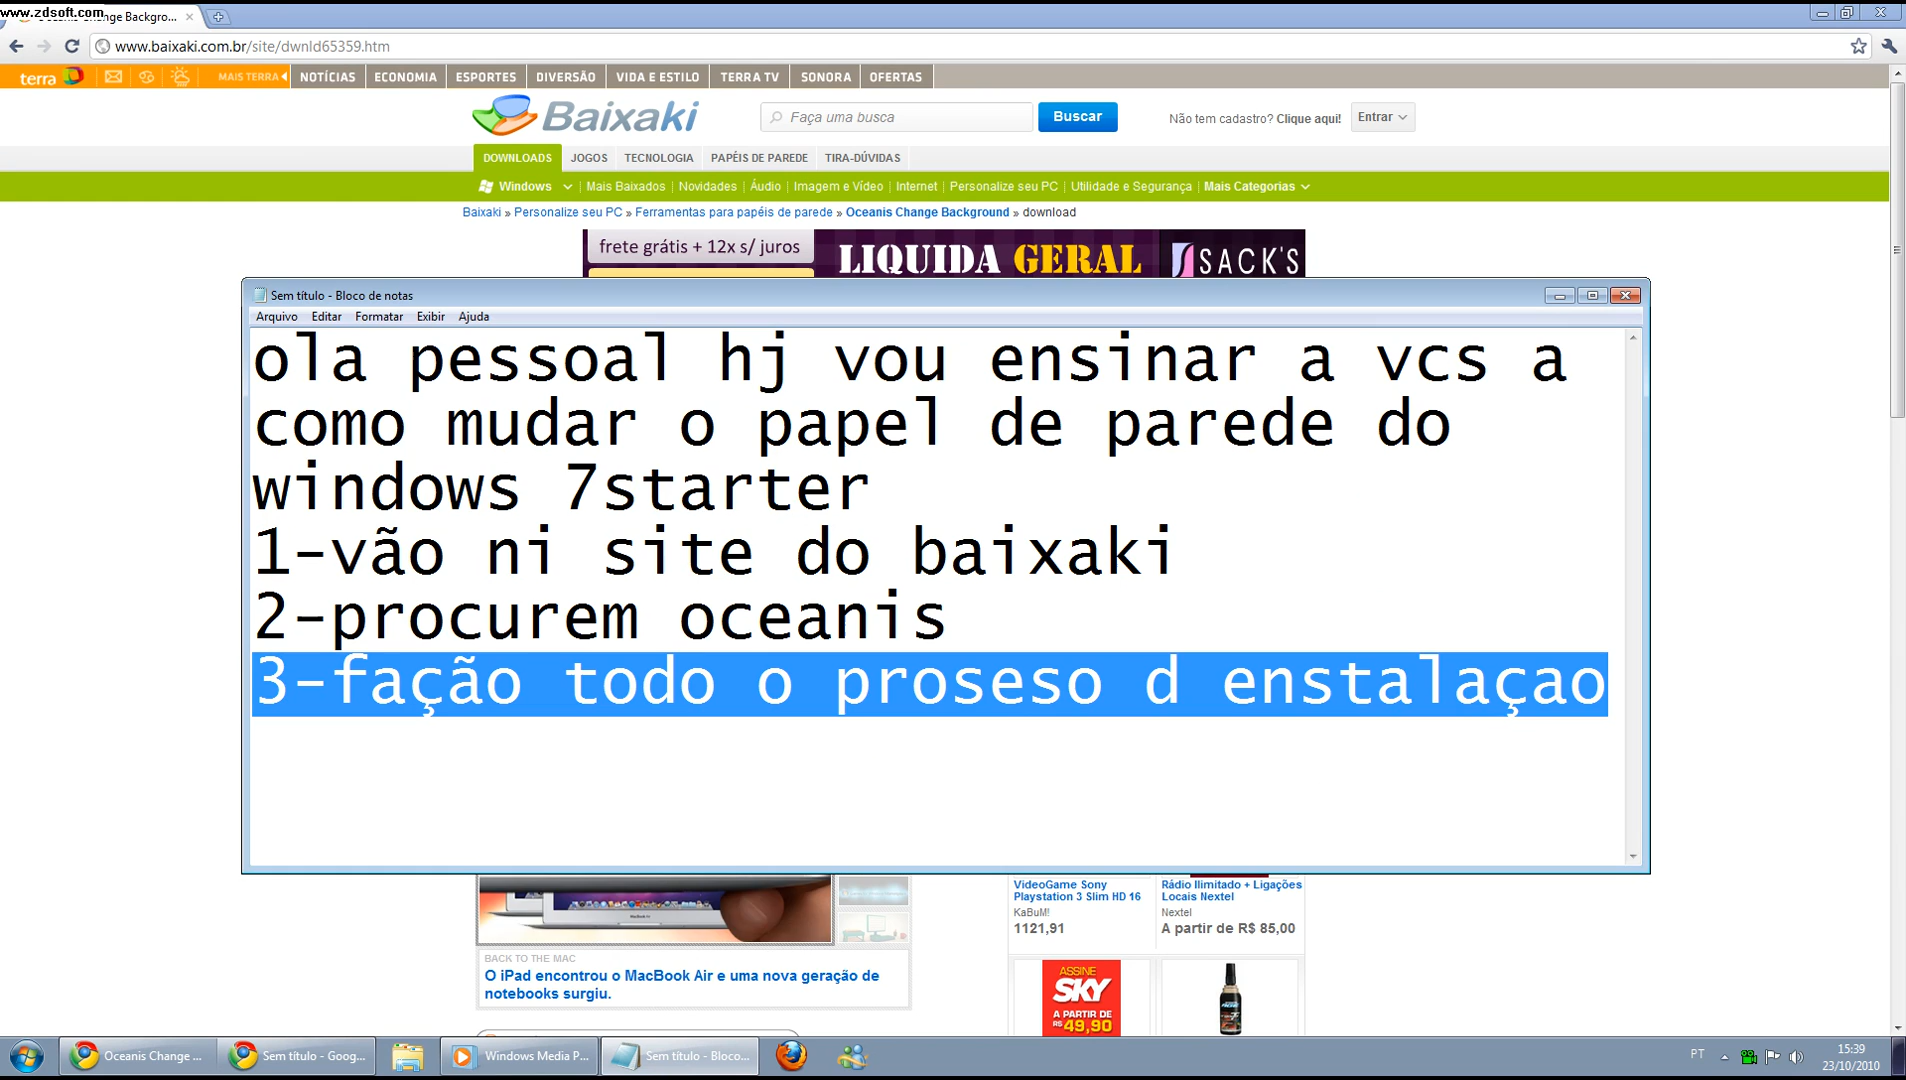 www.zdsoft.com
Change Backgro...
www.baixaki.com.br/site/dwnld65359.htm
terra MAIS TERRA NOTÍCIAS ECONOMIA ESPORTES DIVERSÃO VIDA E ESTILO TERRA TV SONORA OFERTAS
Baixaki Faça uma busca Buscar Não tem cadastro? Clique aqui! Entrar
DOWNLOADS JOGOS TECNOLOGIA PAPÉIS DE PAREDE TIRA-DÚVIDAS
Windows | Mais Baixados | Novidades | Áudio | Imagem e Vídeo | Internet | Personalize seu PC | Utilidade e Segurança | Mais Categorias
Baixaki » Personalize seu PC » Ferramentas para papéis de parede » Oceanis Change Background » download
frete grátis + 12x s/ juros LIQUIDA GERAL SACK'S
Sem título - Bloco de notas
Arquivo Editar Formatar Exibir Ajuda
ola pessoal hj vou ensinar a vcs a
como mudar o papel de parede do
windows 7starter
1-vão ni site do baixaki
2-procurem oceanis
3-fação todo o proseso d enstalaçao
VideoGame Sony
Playstation 3 Slim HD 16
KaBuM!
1121,91
Rádio Ilimitado + Ligações
Locais Nextel
Nextel
A partir de R$ 85,00
BACK TO THE MAC
O iPad encontrou o MacBook Air e uma nova geração de
notebooks surgiu.
ASSINE
SKY
A PARTIR DE
R$ 49,90
Oceanis Change ... Sem título - Goog... Windows Media P... Sem título - Bloco... PT 15:39
23/10/2010